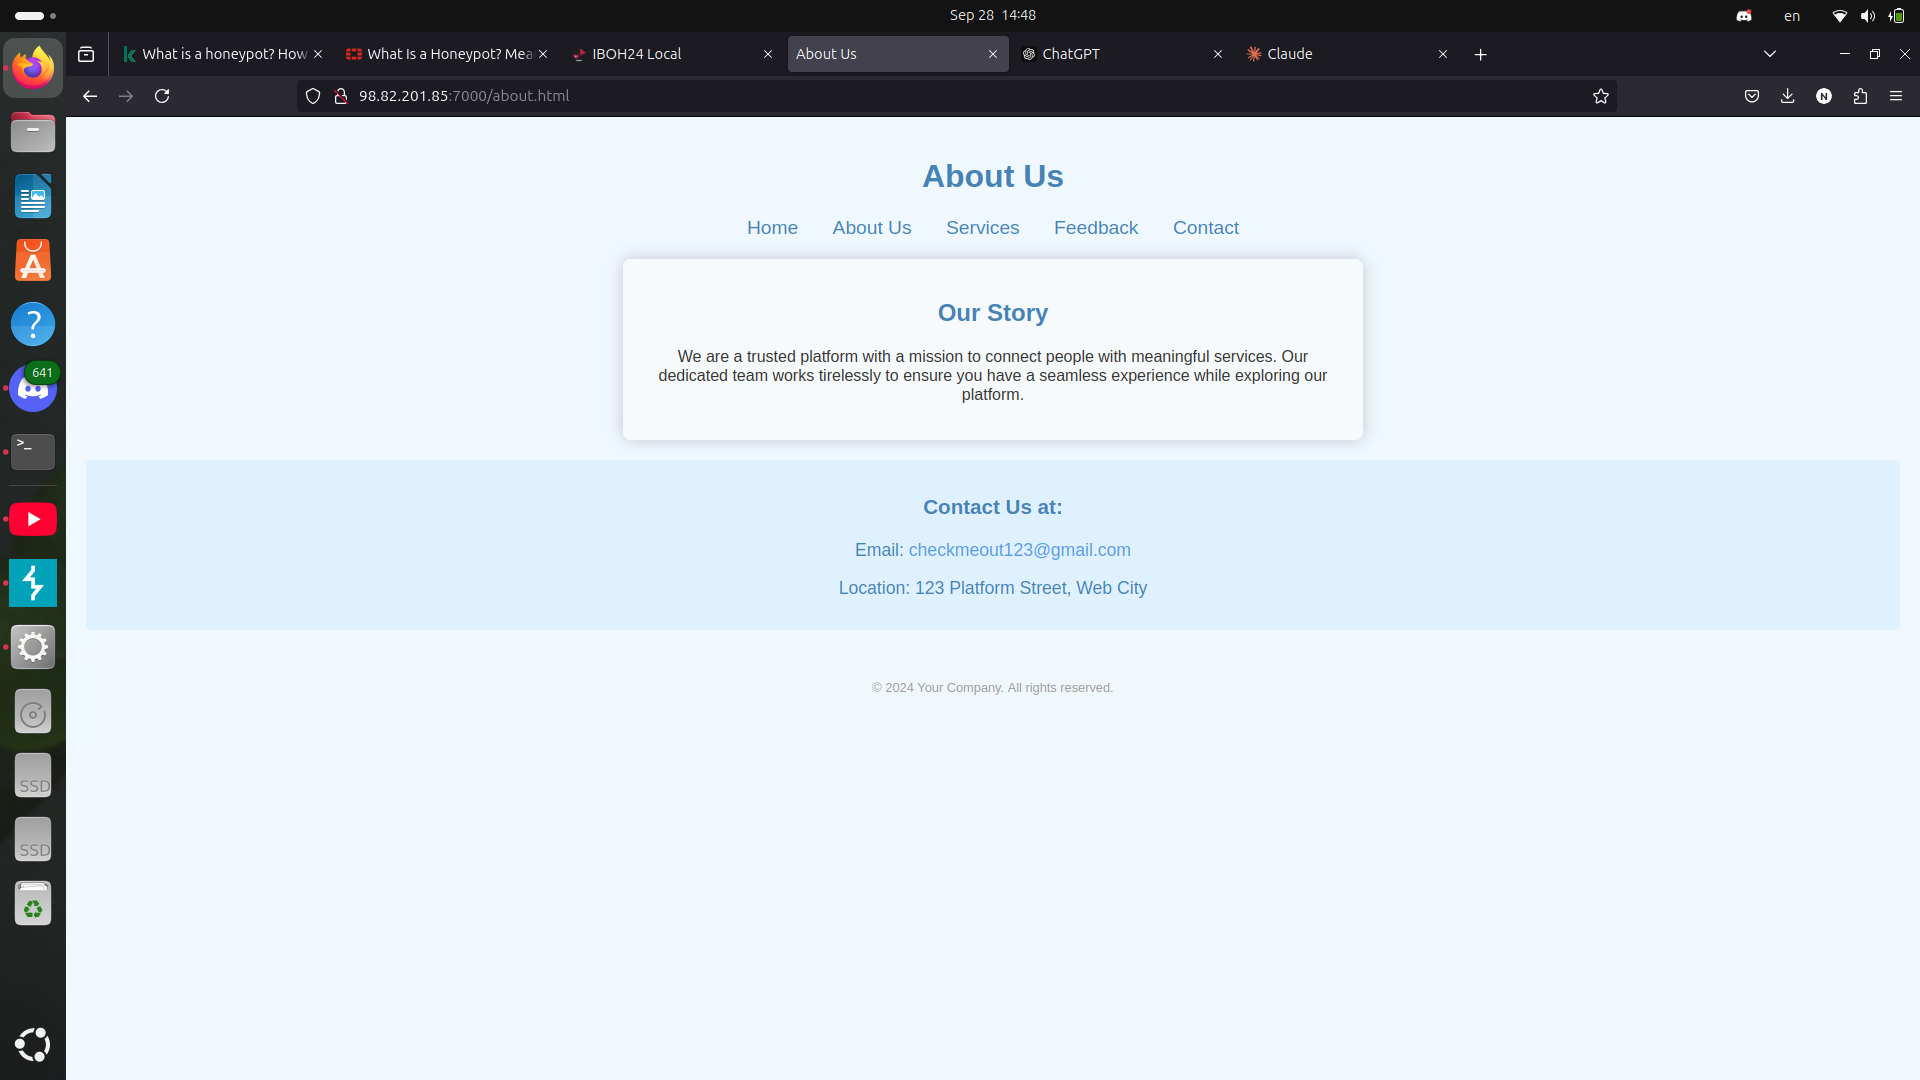 Sep 28 14:48
en
What is a honeypot? How
What Is a Honeypot? Mea
IBOH24 Local
About Us
ChatGPT
Claude
98.82.201.85:7000/about.html
N
About Us
Home About Us Services Feedback Contact
Our Story
We are a trusted platform with a mission to connect people with meaningful services. Our
dedicated team works tirelessly to ensure you have a seamless experience while exploring our
platform.
Contact Us at:
Email: checkmeout123@gmail.com
Location: 123 Platform Street, Web City
© 2024 Your Company. All rights reserved.
641
>_
SSD
SSD